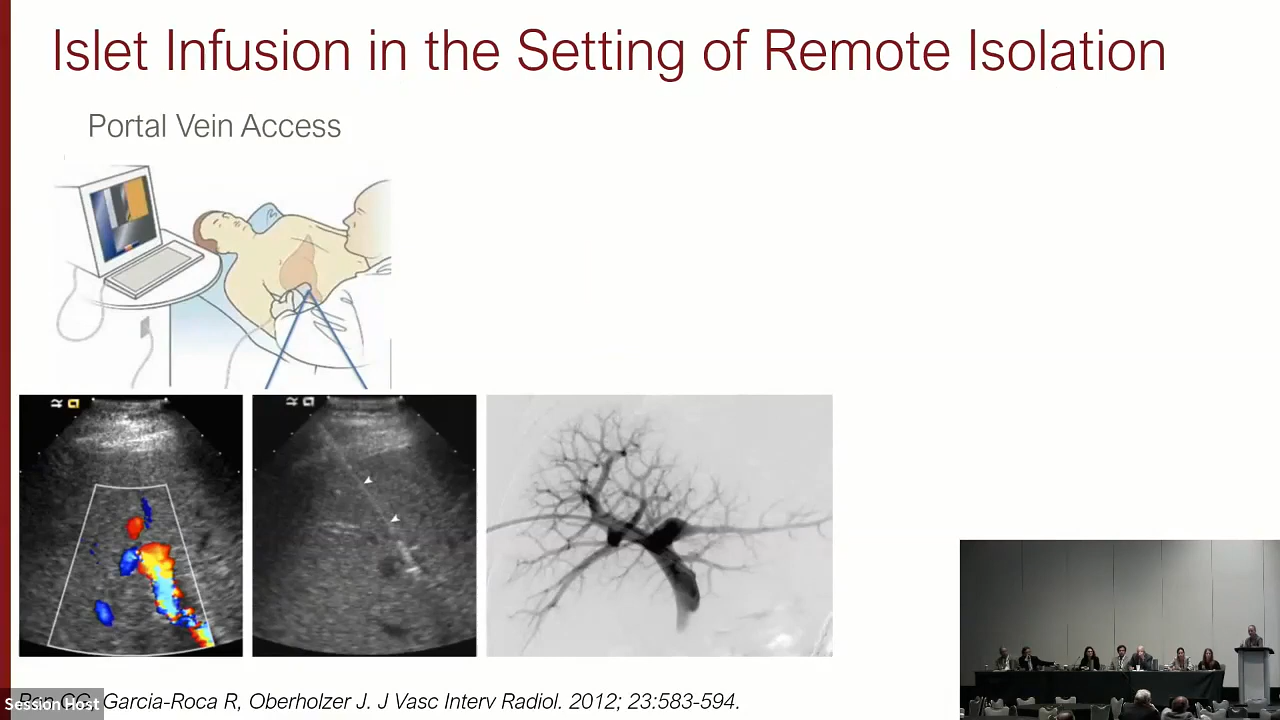 Islet Infusion in the Setting of Remote Isolation
Portal Vein Access
Garcia-Roca R, Oberholzer J. J Vasc Interv Radiol. 2012; 23:583-594.
Session Host